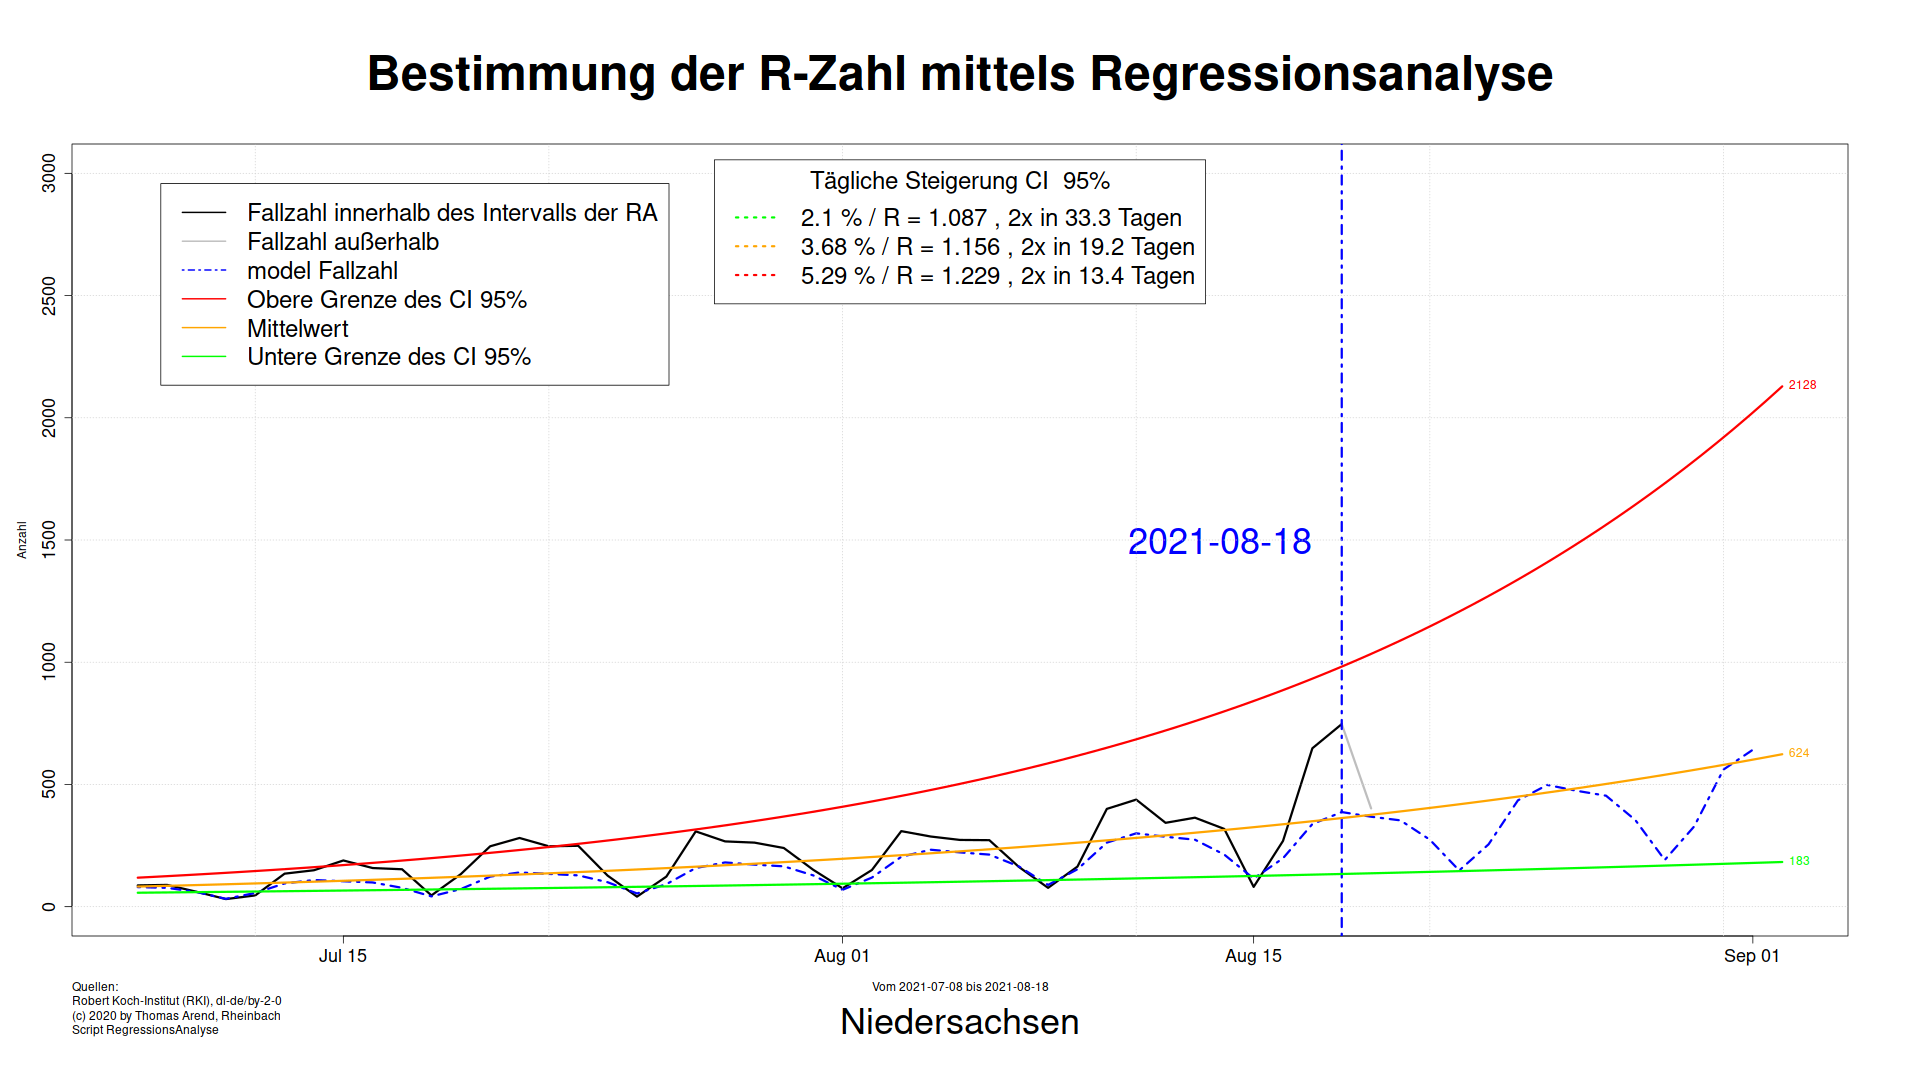 Bestimmung der R-Zahl mittels Regressionsanalyse
Fallzahl innerhalb des Intervalls der RA
Fallzahl außerhalb
model Fallzahl
Obere Grenze des CI 95%
Mittelwert
Untere Grenze des CI 95%
Tägliche Steigerung CI  95%
2.1 % / R = 1.087 , 2x in 33.3 Tagen
3.68 % / R = 1.156 , 2x in 19.2 Tagen
5.29 % / R = 1.229 , 2x in 13.4 Tagen
Anzahl
3000
2500
2000
1500
1000
500
0
2021-08-18
2128
624
183
Jul 15
Aug 01
Aug 15
Sep 01
Quellen:
Robert Koch-Institut (RKI), dl-de/by-2-0
(c) 2020 by Thomas Arend, Rheinbach
Script RegressionsAnalyse
Vom 2021-07-08 bis 2021-08-18
Niedersachsen